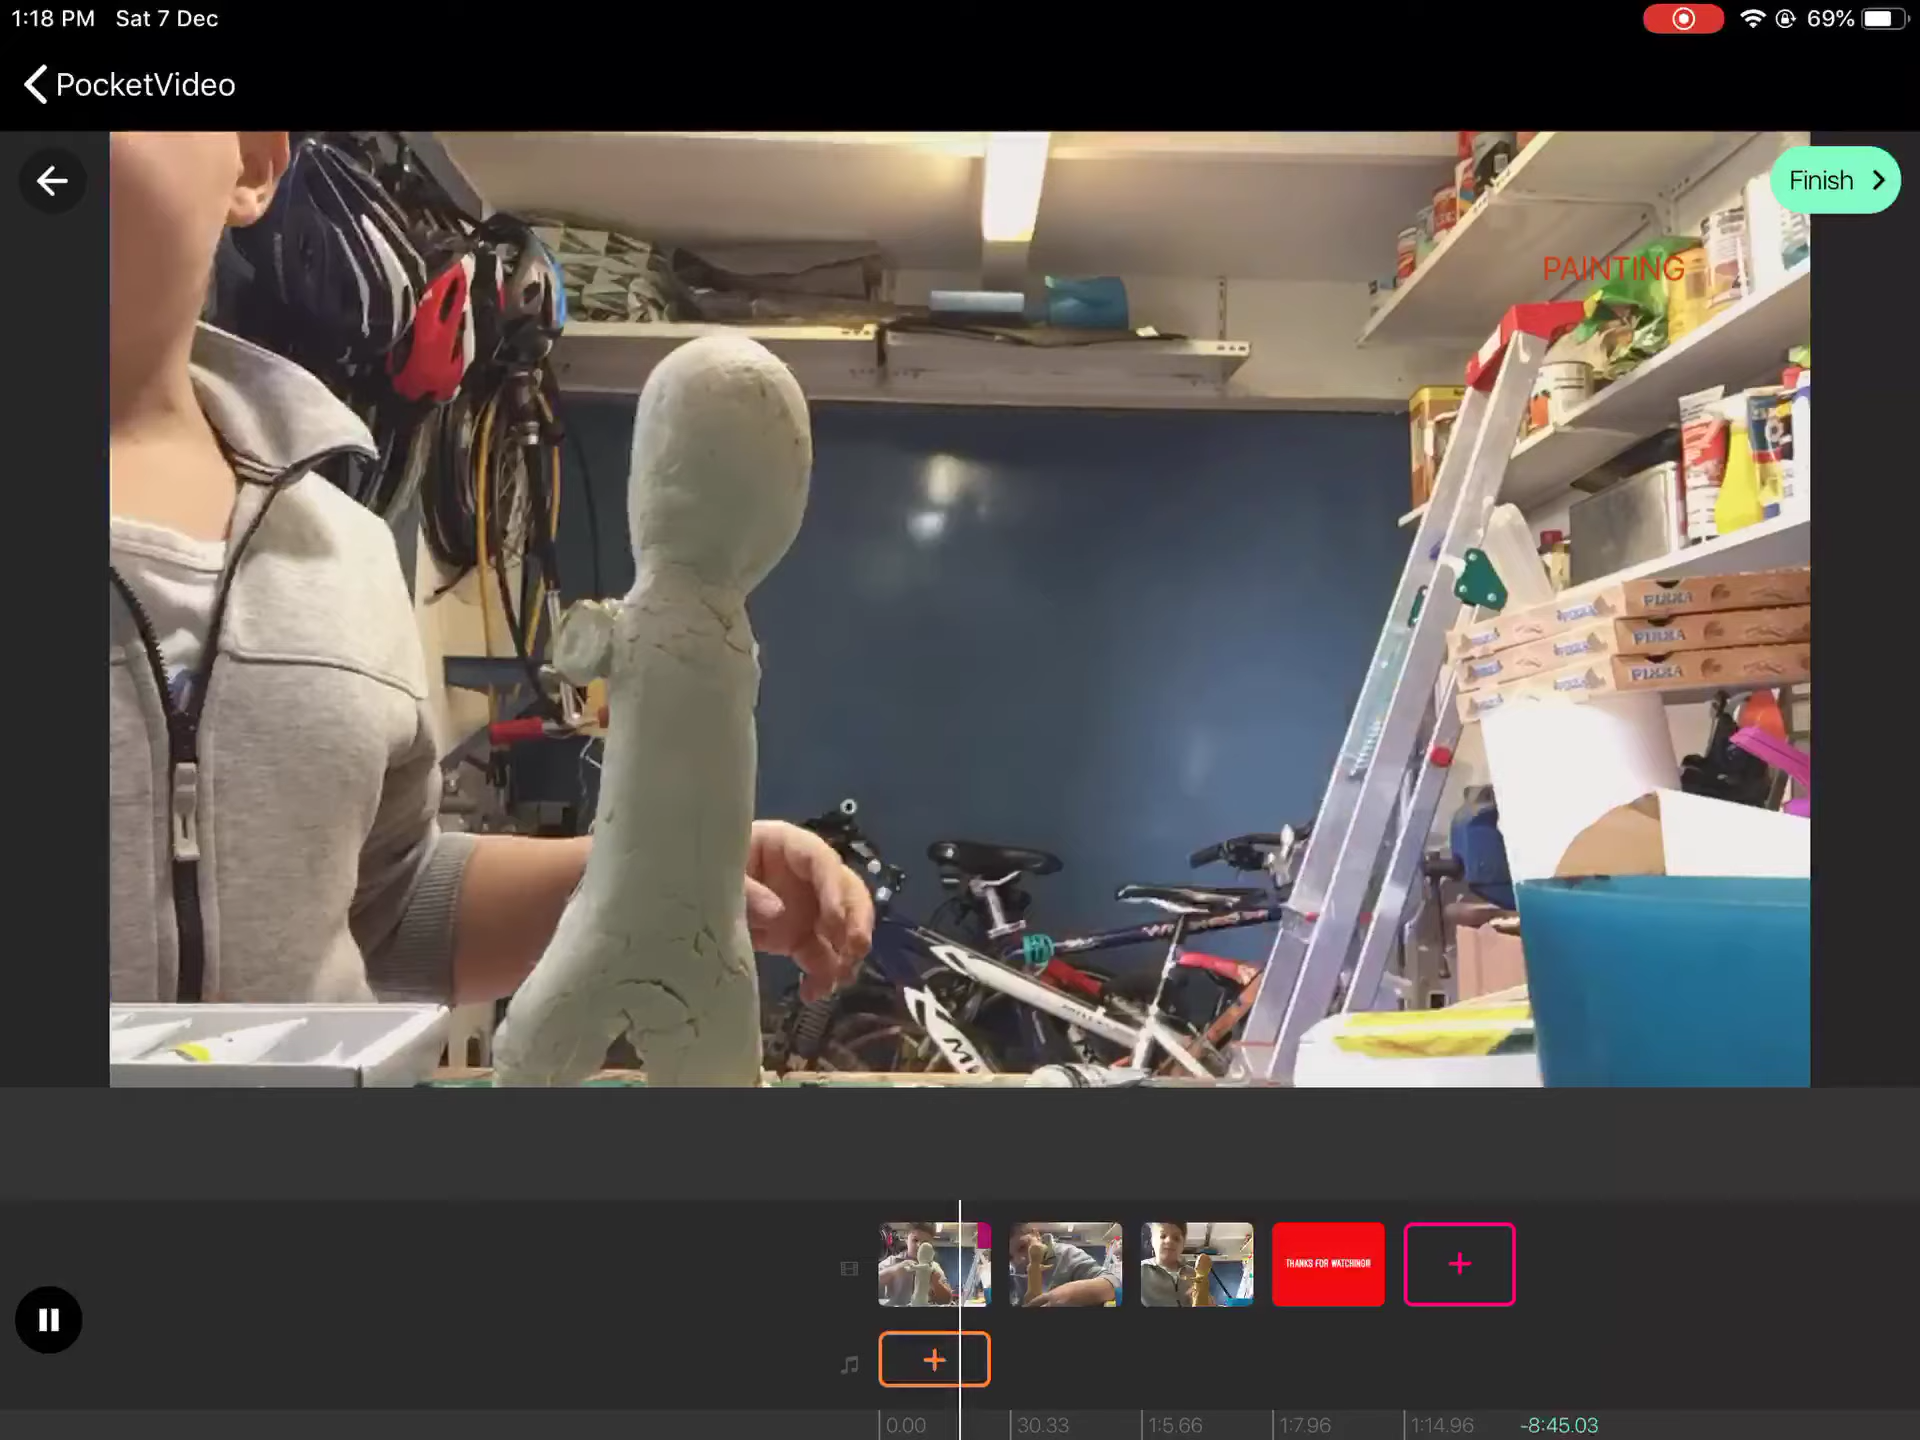 1:18 PM Sat 7 Dec
69%
PocketVideo
Finish
PAINTING
PIZZA
PIZZA
PIZZA
THANKS FOR WATCHING!!
0.00
30.33
1:5.66
1:7.96
1:14.96
-8:45.03